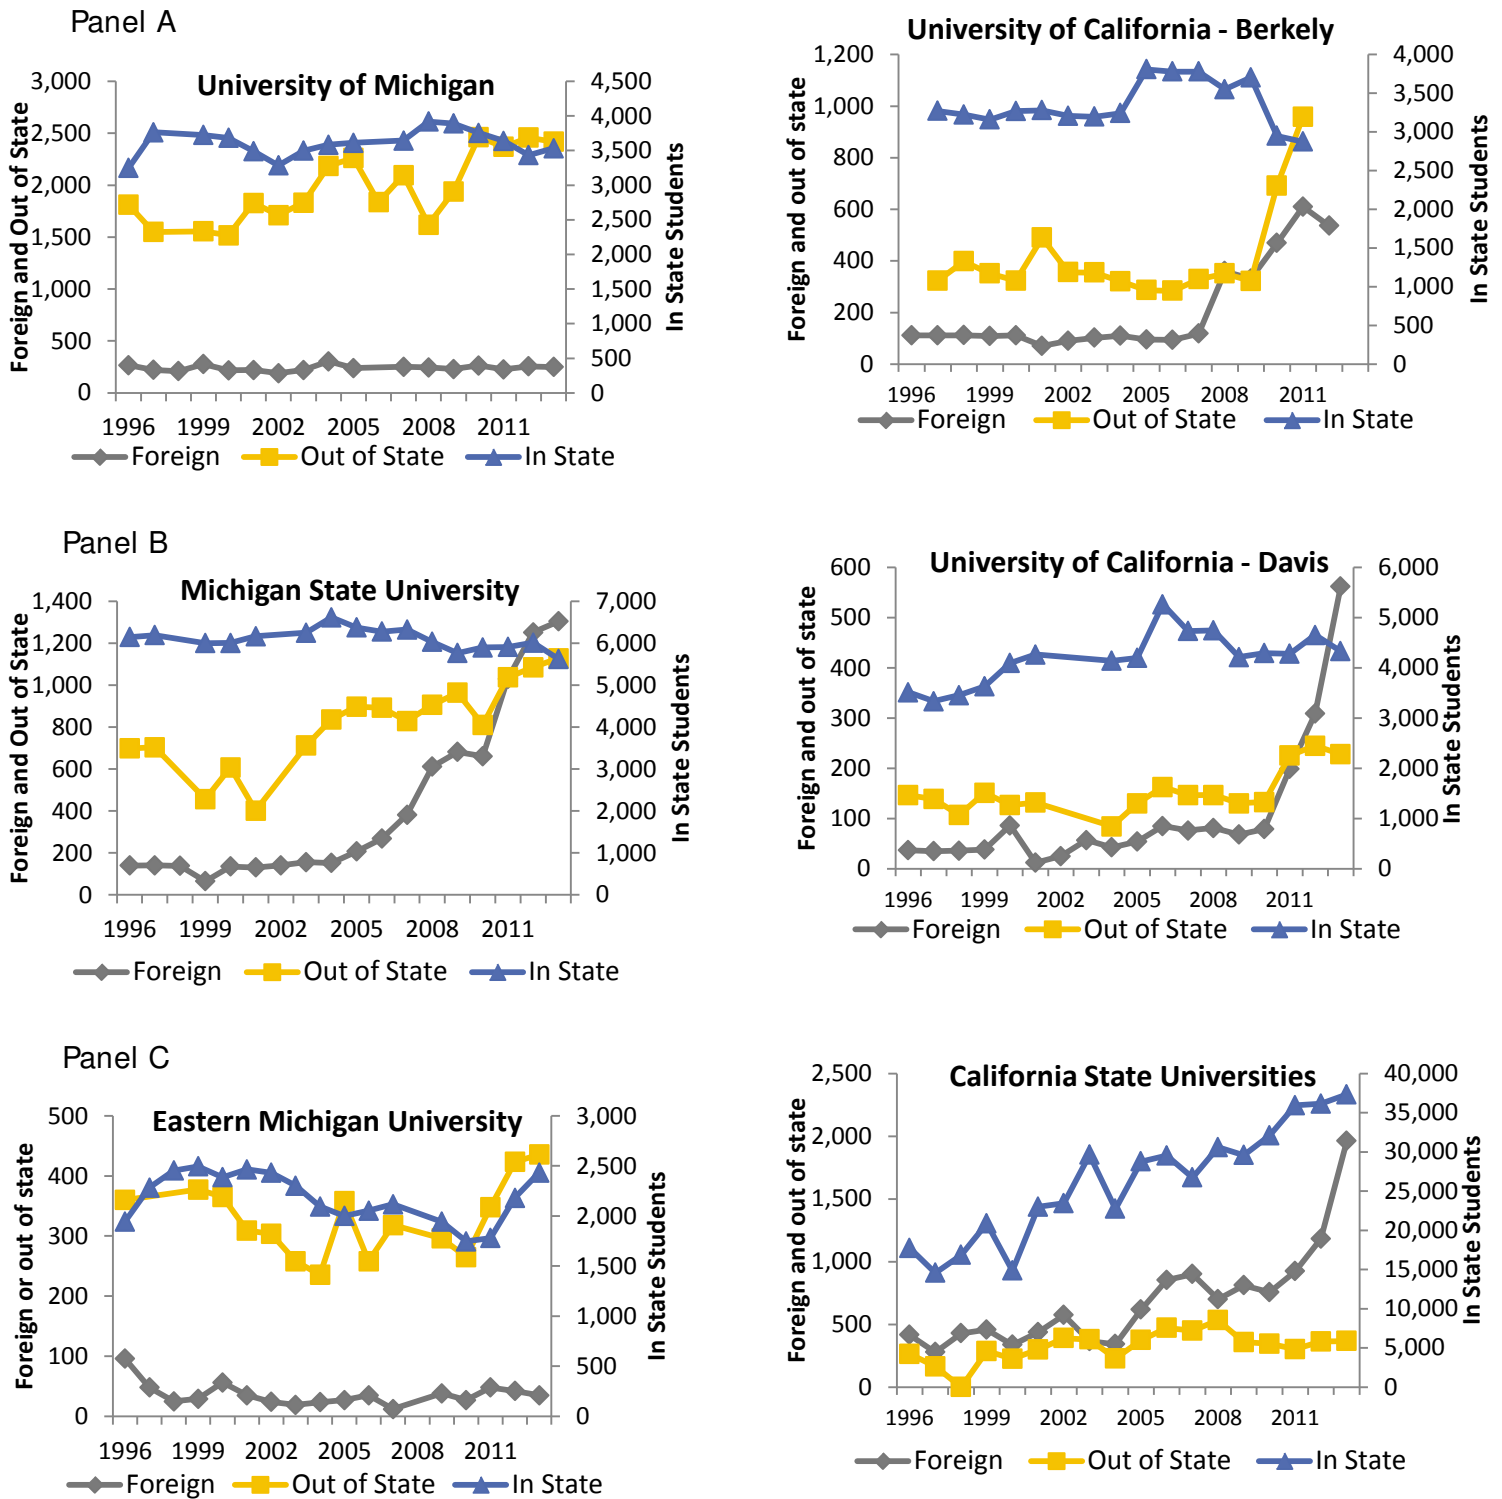 Panel A
University of Michigan
Foreign and Out of State
3,000
2,500
2,000
1,500
1,000
500
0
4,500
4,000
3,500
3,000
2,500
2,000
1,500
1,000
500
0
In State Students
1996 1999 2002 2005 2008 2011
Foreign Out of State In State
University of California - Berkely
Foreign and out of state
1,200
1,000
800
600
400
200
0
4,000
3,500
3,000
2,500
2,000
1,500
1,000
500
0
In State Students
1996 1999 2002 2005 2008 2011
Foreign Out of State In State
Panel B
Michigan State University
Foreign and Out of State
1,400
1,200
1,000
800
600
400
200
0
7,000
6,000
5,000
4,000
3,000
2,000
1,000
0
In State Students
1996 1999 2002 2005 2008 2011
Foreign Out of State In State
University of California - Davis
Foreign and out of state
600
500
400
300
200
100
0
6,000
5,000
4,000
3,000
2,000
1,000
0
In State Students
1996 1999 2002 2005 2008 2011
Foreign Out of State In State
Panel C
Eastern Michigan University
Foreign or out of state
500
400
300
200
100
0
3,000
2,500
2,000
1,500
1,000
500
0
In State Students
1996 1999 2002 2005 2008 2011
Foreign Out of State In State
California State Universities
Foreign and out of state
2,500
2,000
1,500
1,000
500
0
40,000
35,000
30,000
25,000
20,000
15,000
10,000
5,000
0
In State Students
1996 1999 2002 2005 2008 2011
Foreign Out of State In State